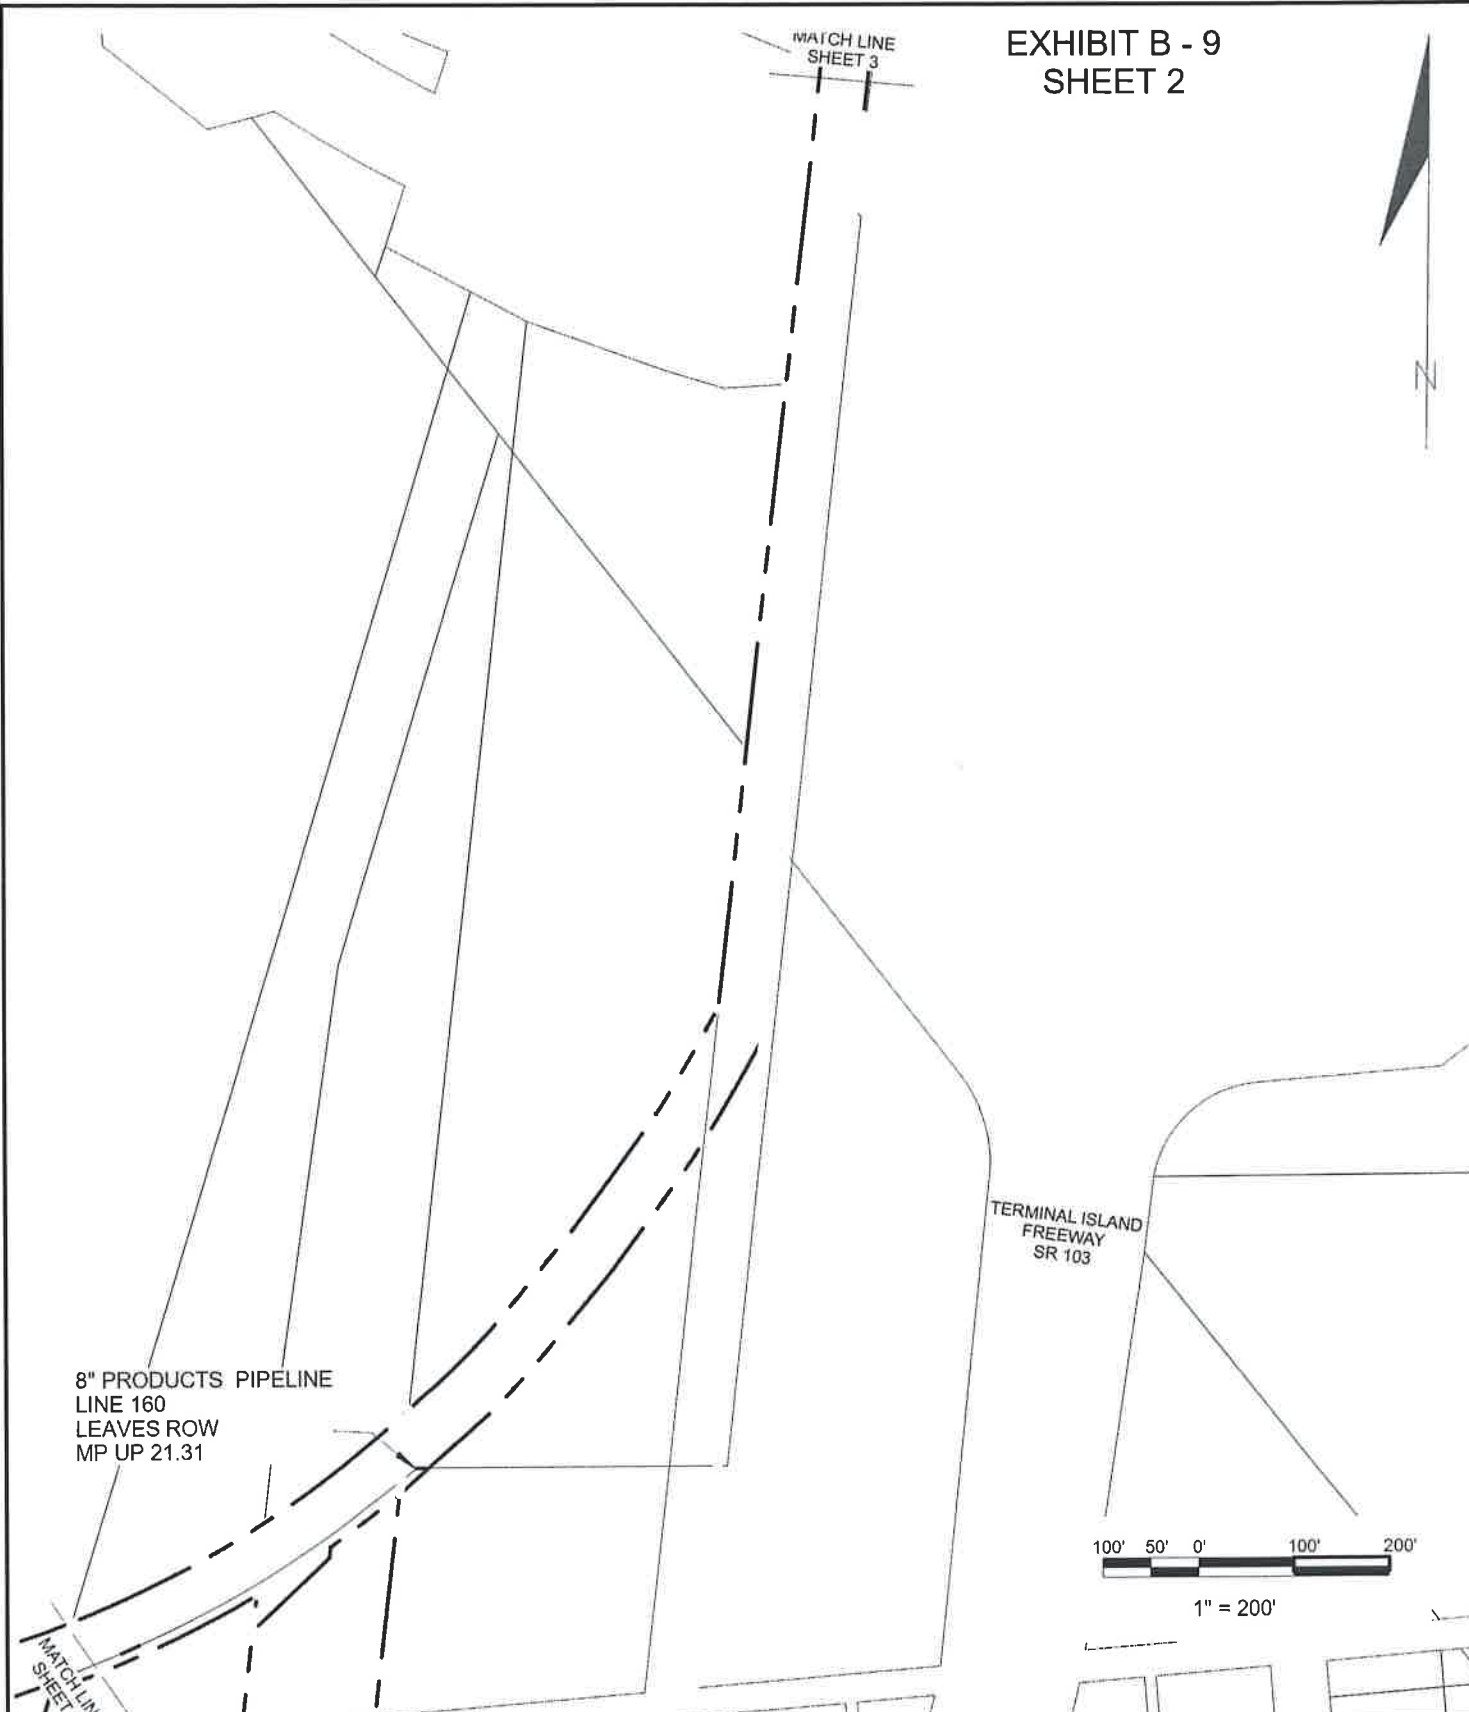 MATCH LINE
SHEET 3
EXHIBIT B - 9
SHEET 2
N
TERMINAL ISLAND
FREEWAY
SR 103
8" PRODUCTS PIPELINE
LINE 160
LEAVES ROW
MP UP 21.31
100' 50' 0' 100' 200'
1" = 200'
MATCH
SHEET